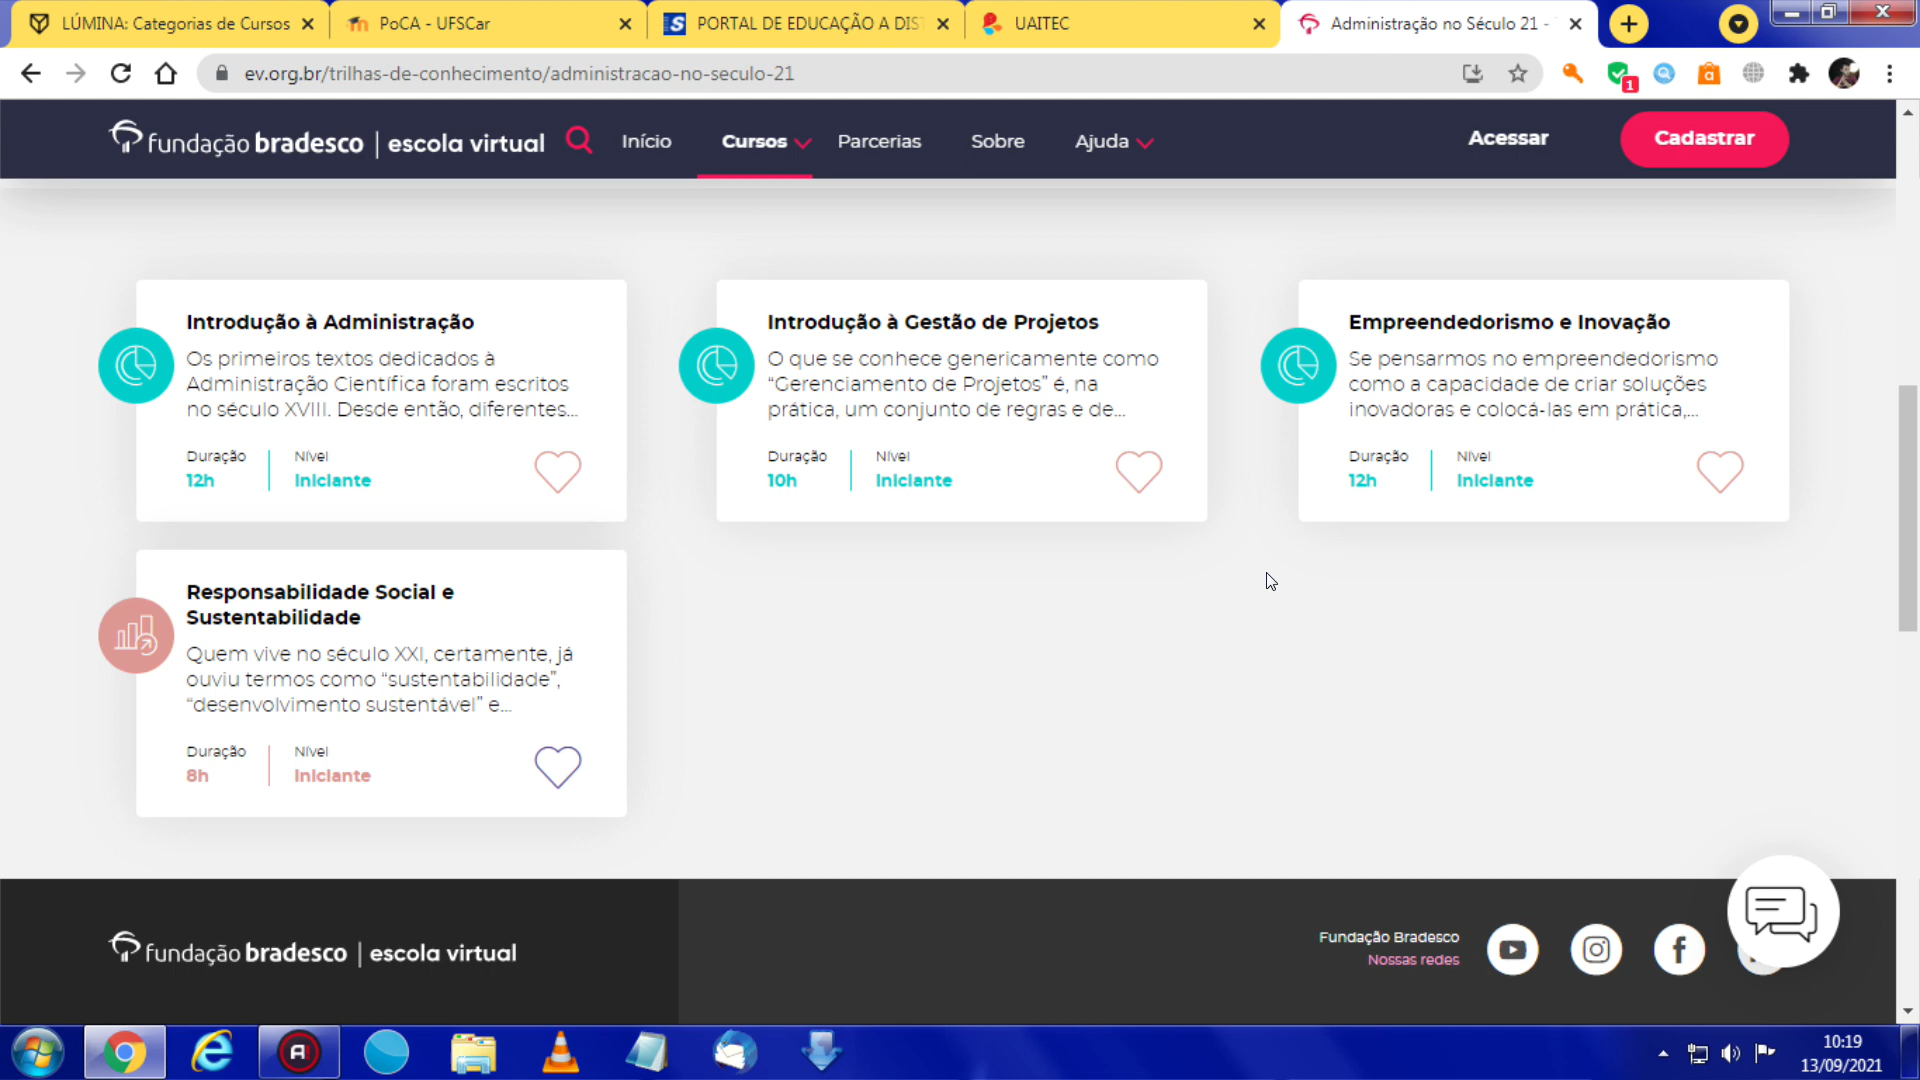 LÚMINA: Categorias de Cursos
PoCA - UFSCar
PORTAL DE EDUCAÇÃO A DIS
UAITEC
Administração no Século 21 -
ev.org.br/trilhas-de-conhecimento/administracao-no-seculo-21
1
fundação bradesco | escola virtual
Início
Cursos
Parcerias
Sobre
Ajuda
Acessar
Cadastrar
Introdução à Administração
Os primeiros textos dedicados à
Administração Científica foram escritos
no século XVIII. Desde então, diferentes...
Duração
12h
Nível
Iniciante
Introdução à Gestão de Projetos
O que se conhece genericamente como
“Gerenciamento de Projetos” é, na
prática, um conjunto de regras e de...
Duração
10h
Nível
Iniciante
Empreendedorismo e Inovação
Se pensarmos no empreendedorismo
como a capacidade de criar soluções
inovadoras e colocá-las em prática,...
Duração
12h
Nível
Iniciante
Responsabilidade Social e
Sustentabilidade
Quem vive no século XXI, certamente, já
ouviu termos como “sustentabilidade”,
“desenvolvimento sustentável” e...
Duração
8h
Nível
Iniciante
fundação bradesco | escola virtual
Fundação Bradesco
Nossas redes
10:19
13/09/2021